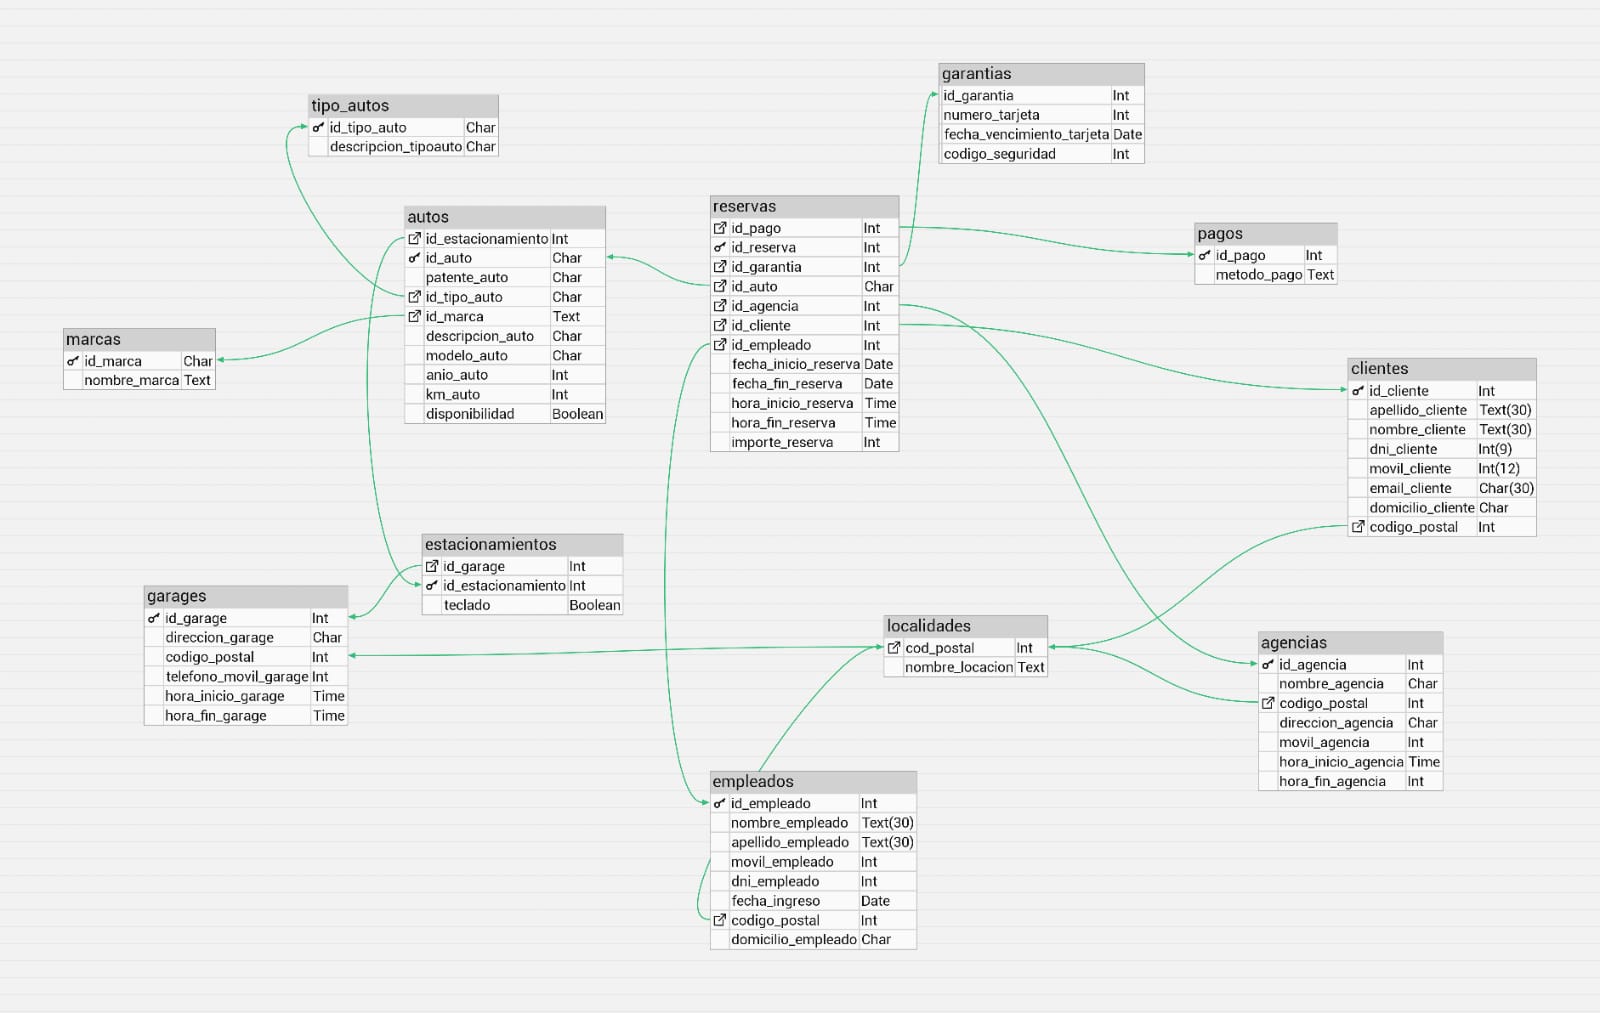 garantias
id_garantia Int
numero_tarjeta Int
fecha_vencimiento_tarjeta Date
codigo_seguridad Int
tipo_autos
id_tipo_auto Char
descripcion_tipoauto Char
autos
id_estacionamiento Int
id_auto Char
patente_auto Char
id_tipo_auto Char
id_marca Text
descripcion_auto Char
modelo_auto Char
anio_auto Int
km_auto Int
disponibilidad Boolean
reservas
id_pago Int
id_reserva Int
id_garantia Int
id_auto Char
id_agencia Int
id_cliente Int
id_empleado Int
fecha_inicio_reserva Date
fecha_fin_reserva Date
hora_inicio_reserva Time
hora_fin_reserva Time
importe_reserva Int
pagos
id_pago Int
metodo_pago Text
marcas
id_marca Char
nombre_marca Text
clientes
id_cliente Int
apellido_cliente Text(30)
nombre_cliente Text(30)
dni_cliente Int(9)
movil_cliente Int(12)
email_cliente Char(30)
domicilio_cliente Char
codigo_postal Int
estacionamientos
id_garage Int
id_estacionamiento Int
teclado Boolean
garages
id_garage Int
direccion_garage Char
codigo_postal Int
telefono_movil_garage Int
hora_inicio_garage Time
hora_fin_garage Time
localidades
cod_postal Int
nombre_locacion Text
agencias
id_agencia Int
nombre_agencia Char
codigo_postal Int
direccion_agencia Char
movil_agencia Int
hora_inicio_agencia Time
hora_fin_agencia Int
empleados
id_empleado Int
nombre_empleado Text(30)
apellido_empleado Text(30)
movil_empleado Int
dni_empleado Int
fecha_ingreso Date
codigo_postal Int
domicilio_empleado Char